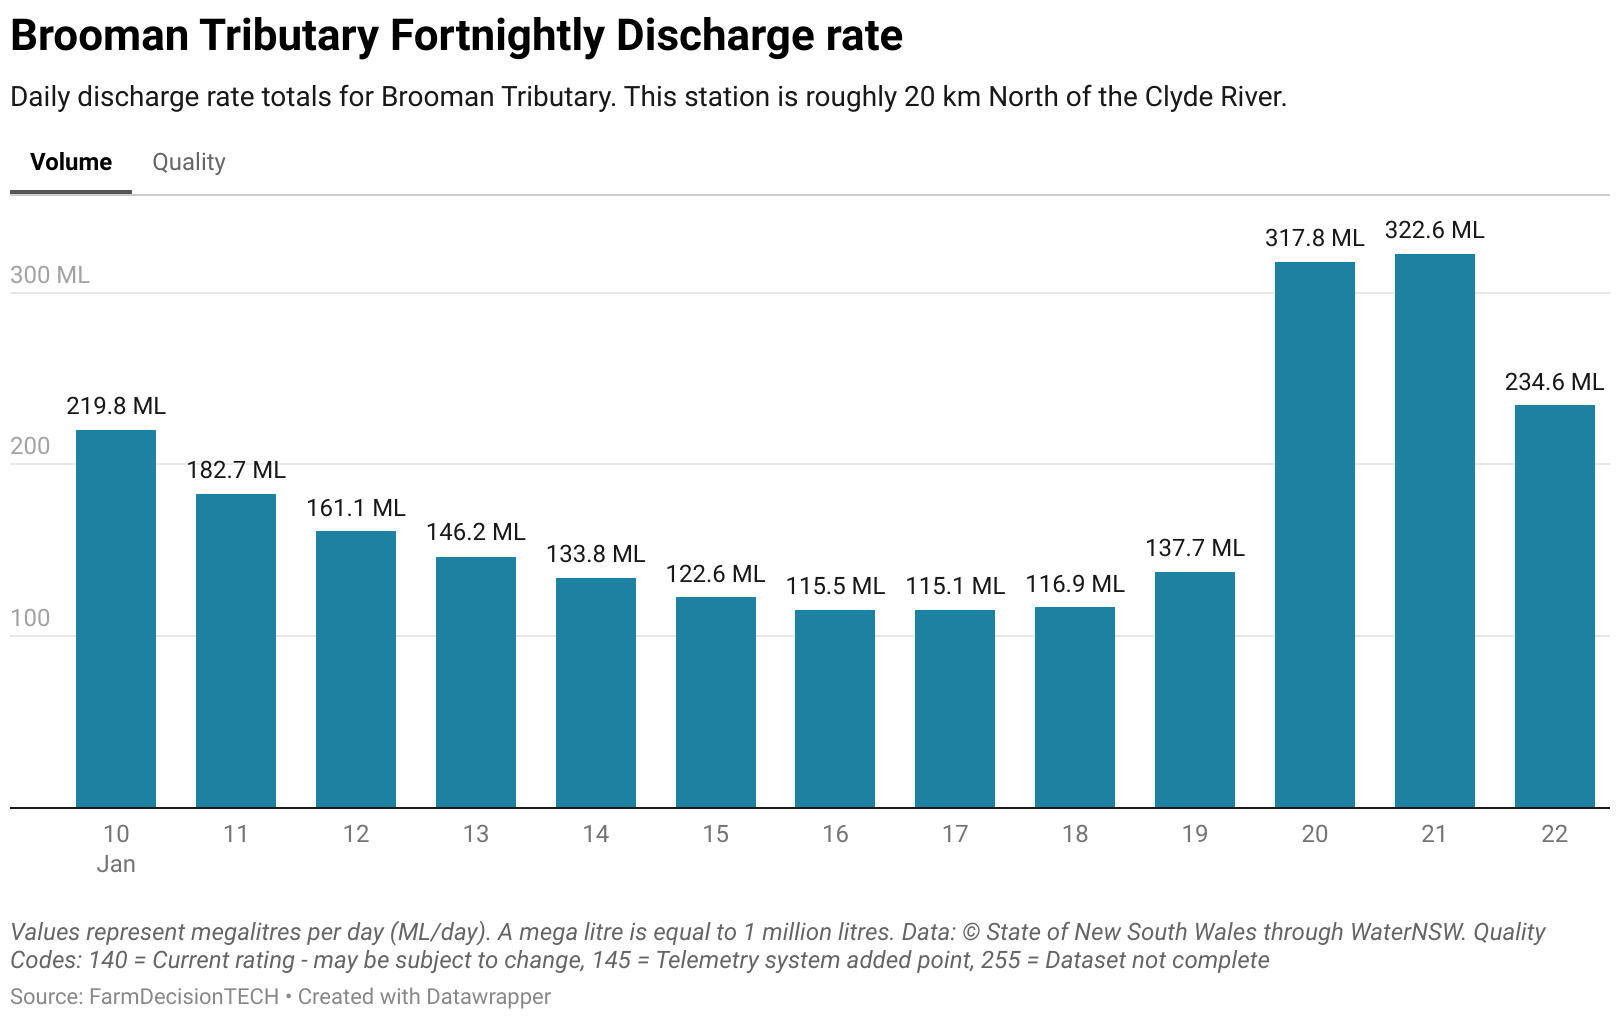 Brooman Tributary Fortnightly Discharge rate
Daily discharge rate totals for Brooman Tributary. This station is roughly 20 km North of the Clyde River.
Volume Quality
322.6 ML
317.8 ML
300 ML
234.6 ML
219.8 ML
200
182.7 ML
161.1 ML
146.2 ML
137.7 ML
133.8 ML
122.6 ML
115.5 ML
115.1 ML
116.9 ML
100
10 11 12 13 14 15 16 17 18 19 20 21 22
Jan
Values represent megalitres per day (ML/day). A mega litre is equal to 1 million litres. Data: © State of New South Wales through WaterNSW. Quality
Codes: 140 = Current rating - may be subject to change, 145 = Telemetry system added point, 255 = Dataset not complete
Source: FarmDecisionTECH • Created with Datawrapper